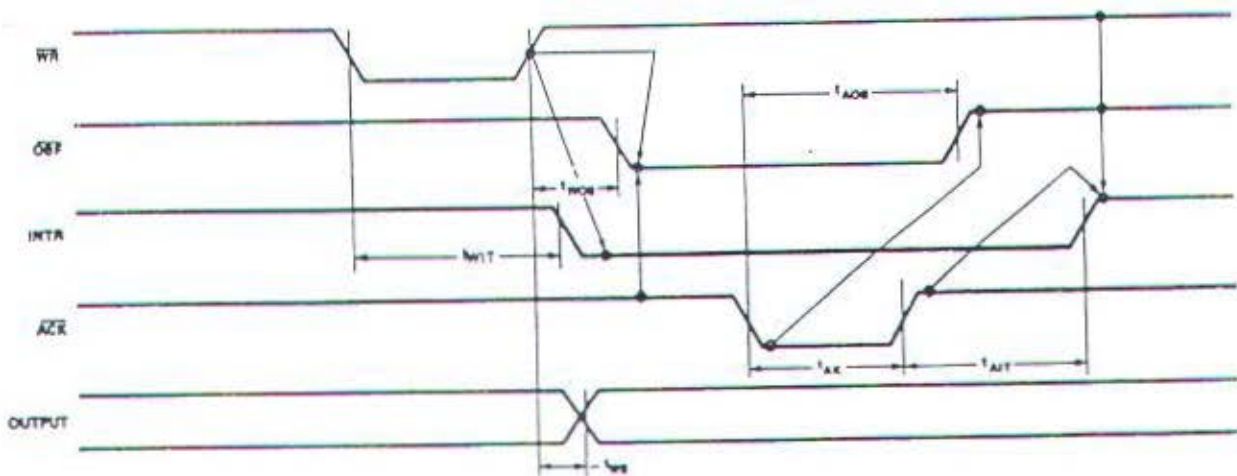 WR
tAOB
OBF
tWOB
INTR
tWIT
ACK
tAK
tAIT
OUTPUT
tWB